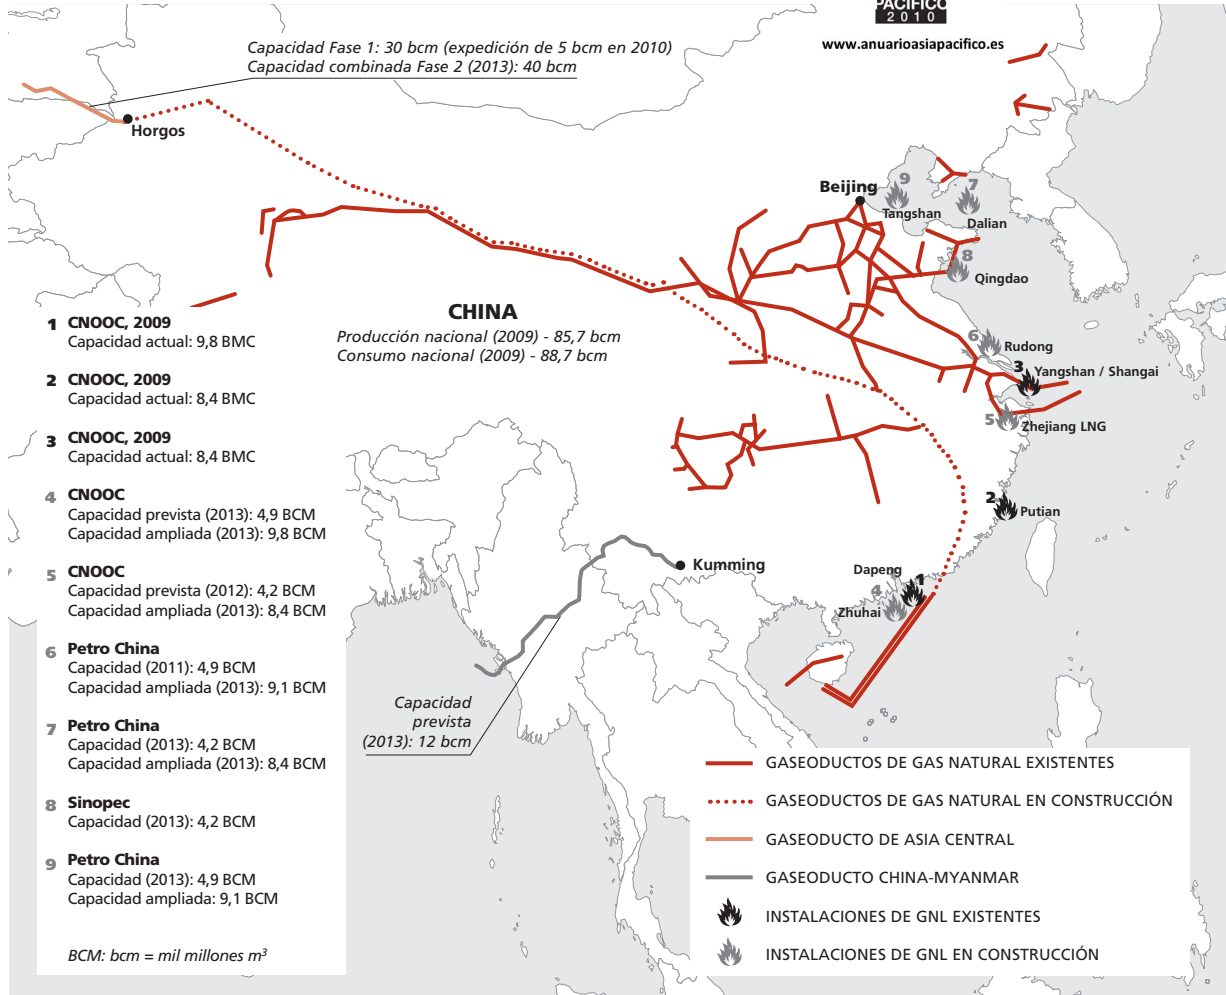 PACÍFICO
2010
www.anuarioasiapacifico.es
Capacidad Fase 1: 30 bcm (expedición de 5 bcm en 2010)
Capacidad combinada Fase 2 (2013): 40 bcm
Horgos
Beijing
9
Tangshan
7
Dalian
8
Qingdao
CHINA
Producción nacional (2009) - 85,7 bcm
Consumo nacional (2009) - 88,7 bcm
6
Rudong
3
Yangshan / Shangai
5
Zhejiang LNG
2
Putian
Kumming
Dapeng
1
4
Zhuhai
Capacidad
prevista
(2013): 12 bcm
1 CNOOC, 2009
Capacidad actual: 9,8 BMC
2 CNOOC, 2009
Capacidad actual: 8,4 BMC
3 CNOOC, 2009
Capacidad actual: 8,4 BMC
4 CNOOC
Capacidad prevista (2013): 4,9 BCM
Capacidad ampliada (2013): 9,8 BCM
5 CNOOC
Capacidad prevista (2012): 4,2 BCM
Capacidad ampliada (2013): 8,4 BCM
6 Petro China
Capacidad (2011): 4,9 BCM
Capacidad ampliada (2013): 9,1 BCM
7 Petro China
Capacidad (2013): 4,2 BCM
Capacidad ampliada (2013): 8,4 BCM
8 Sinopec
Capacidad (2013): 4,2 BCM
9 Petro China
Capacidad (2013): 4,9 BCM
Capacidad ampliada: 9,1 BCM
BCM: bcm = mil millones m³
GASEODUCTOS DE GAS NATURAL EXISTENTES
GASEODUCTOS DE GAS NATURAL EN CONSTRUCCIÓN
GASEODUCTO DE ASIA CENTRAL
GASEODUCTO CHINA-MYANMAR
INSTALACIONES DE GNL EXISTENTES
INSTALACIONES DE GNL EN CONSTRUCCIÓN